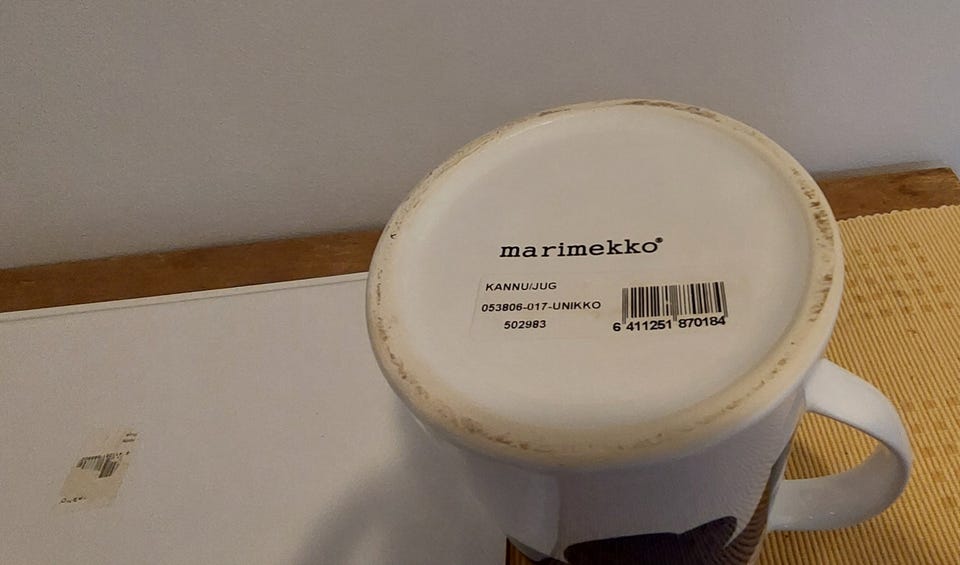 marimekko®
KANNU/JUG
053806-017-UNIKKO
502983
6 411251 870184